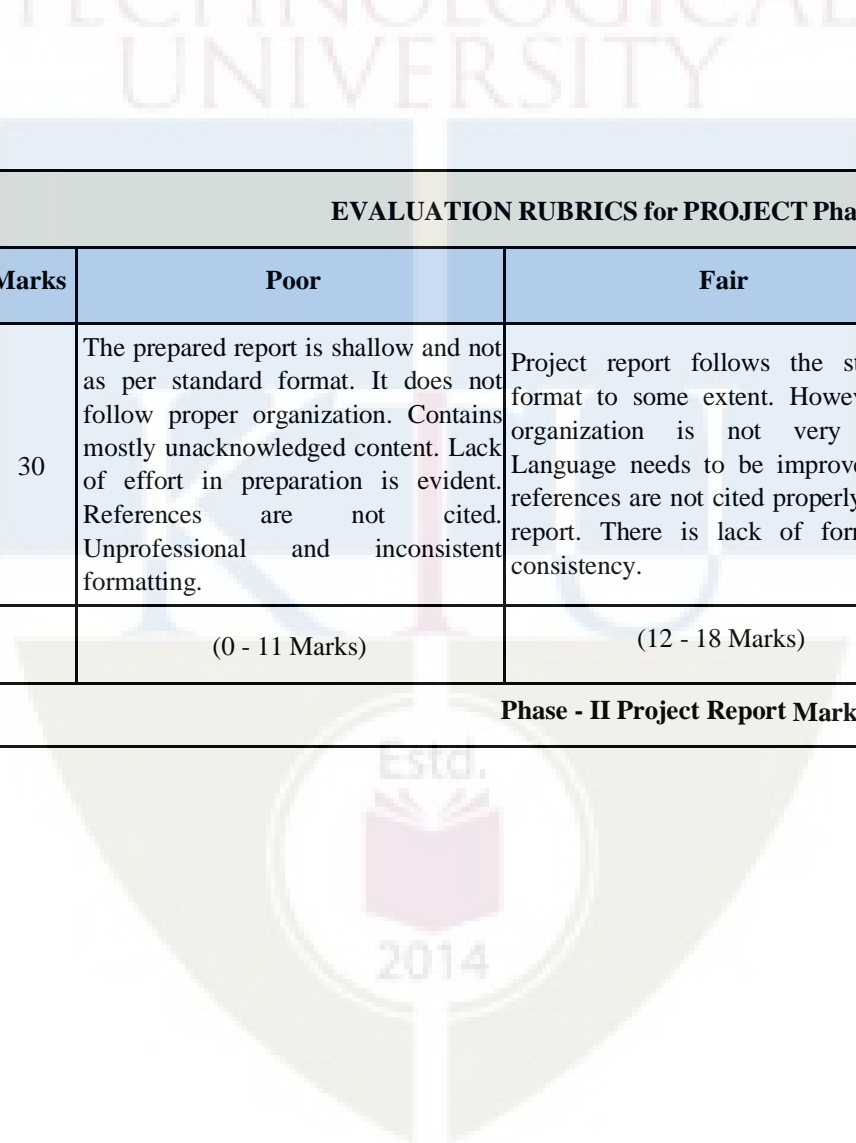 TECHNOLOGICAL
UNIVERSITY
EVALUATION RUBRICS for PROJECT Pha
Marks
Poor
Fair
30
The prepared report is shallow and not
as per standard format. It does not
follow proper organization. Contains
mostly unacknowledged content. Lack
of effort in preparation is evident.
References are not cited.
Unprofessional and inconsistent
formatting.
Project report follows the st
format to some extent. Howev
organization is not very
Language needs to be improve
references are not cited properly
report. There is lack of for
consistency.
(0 - 11 Marks)
(12 - 18 Marks)
Phase - II Project Report Mark
KTU
Estd.
2014